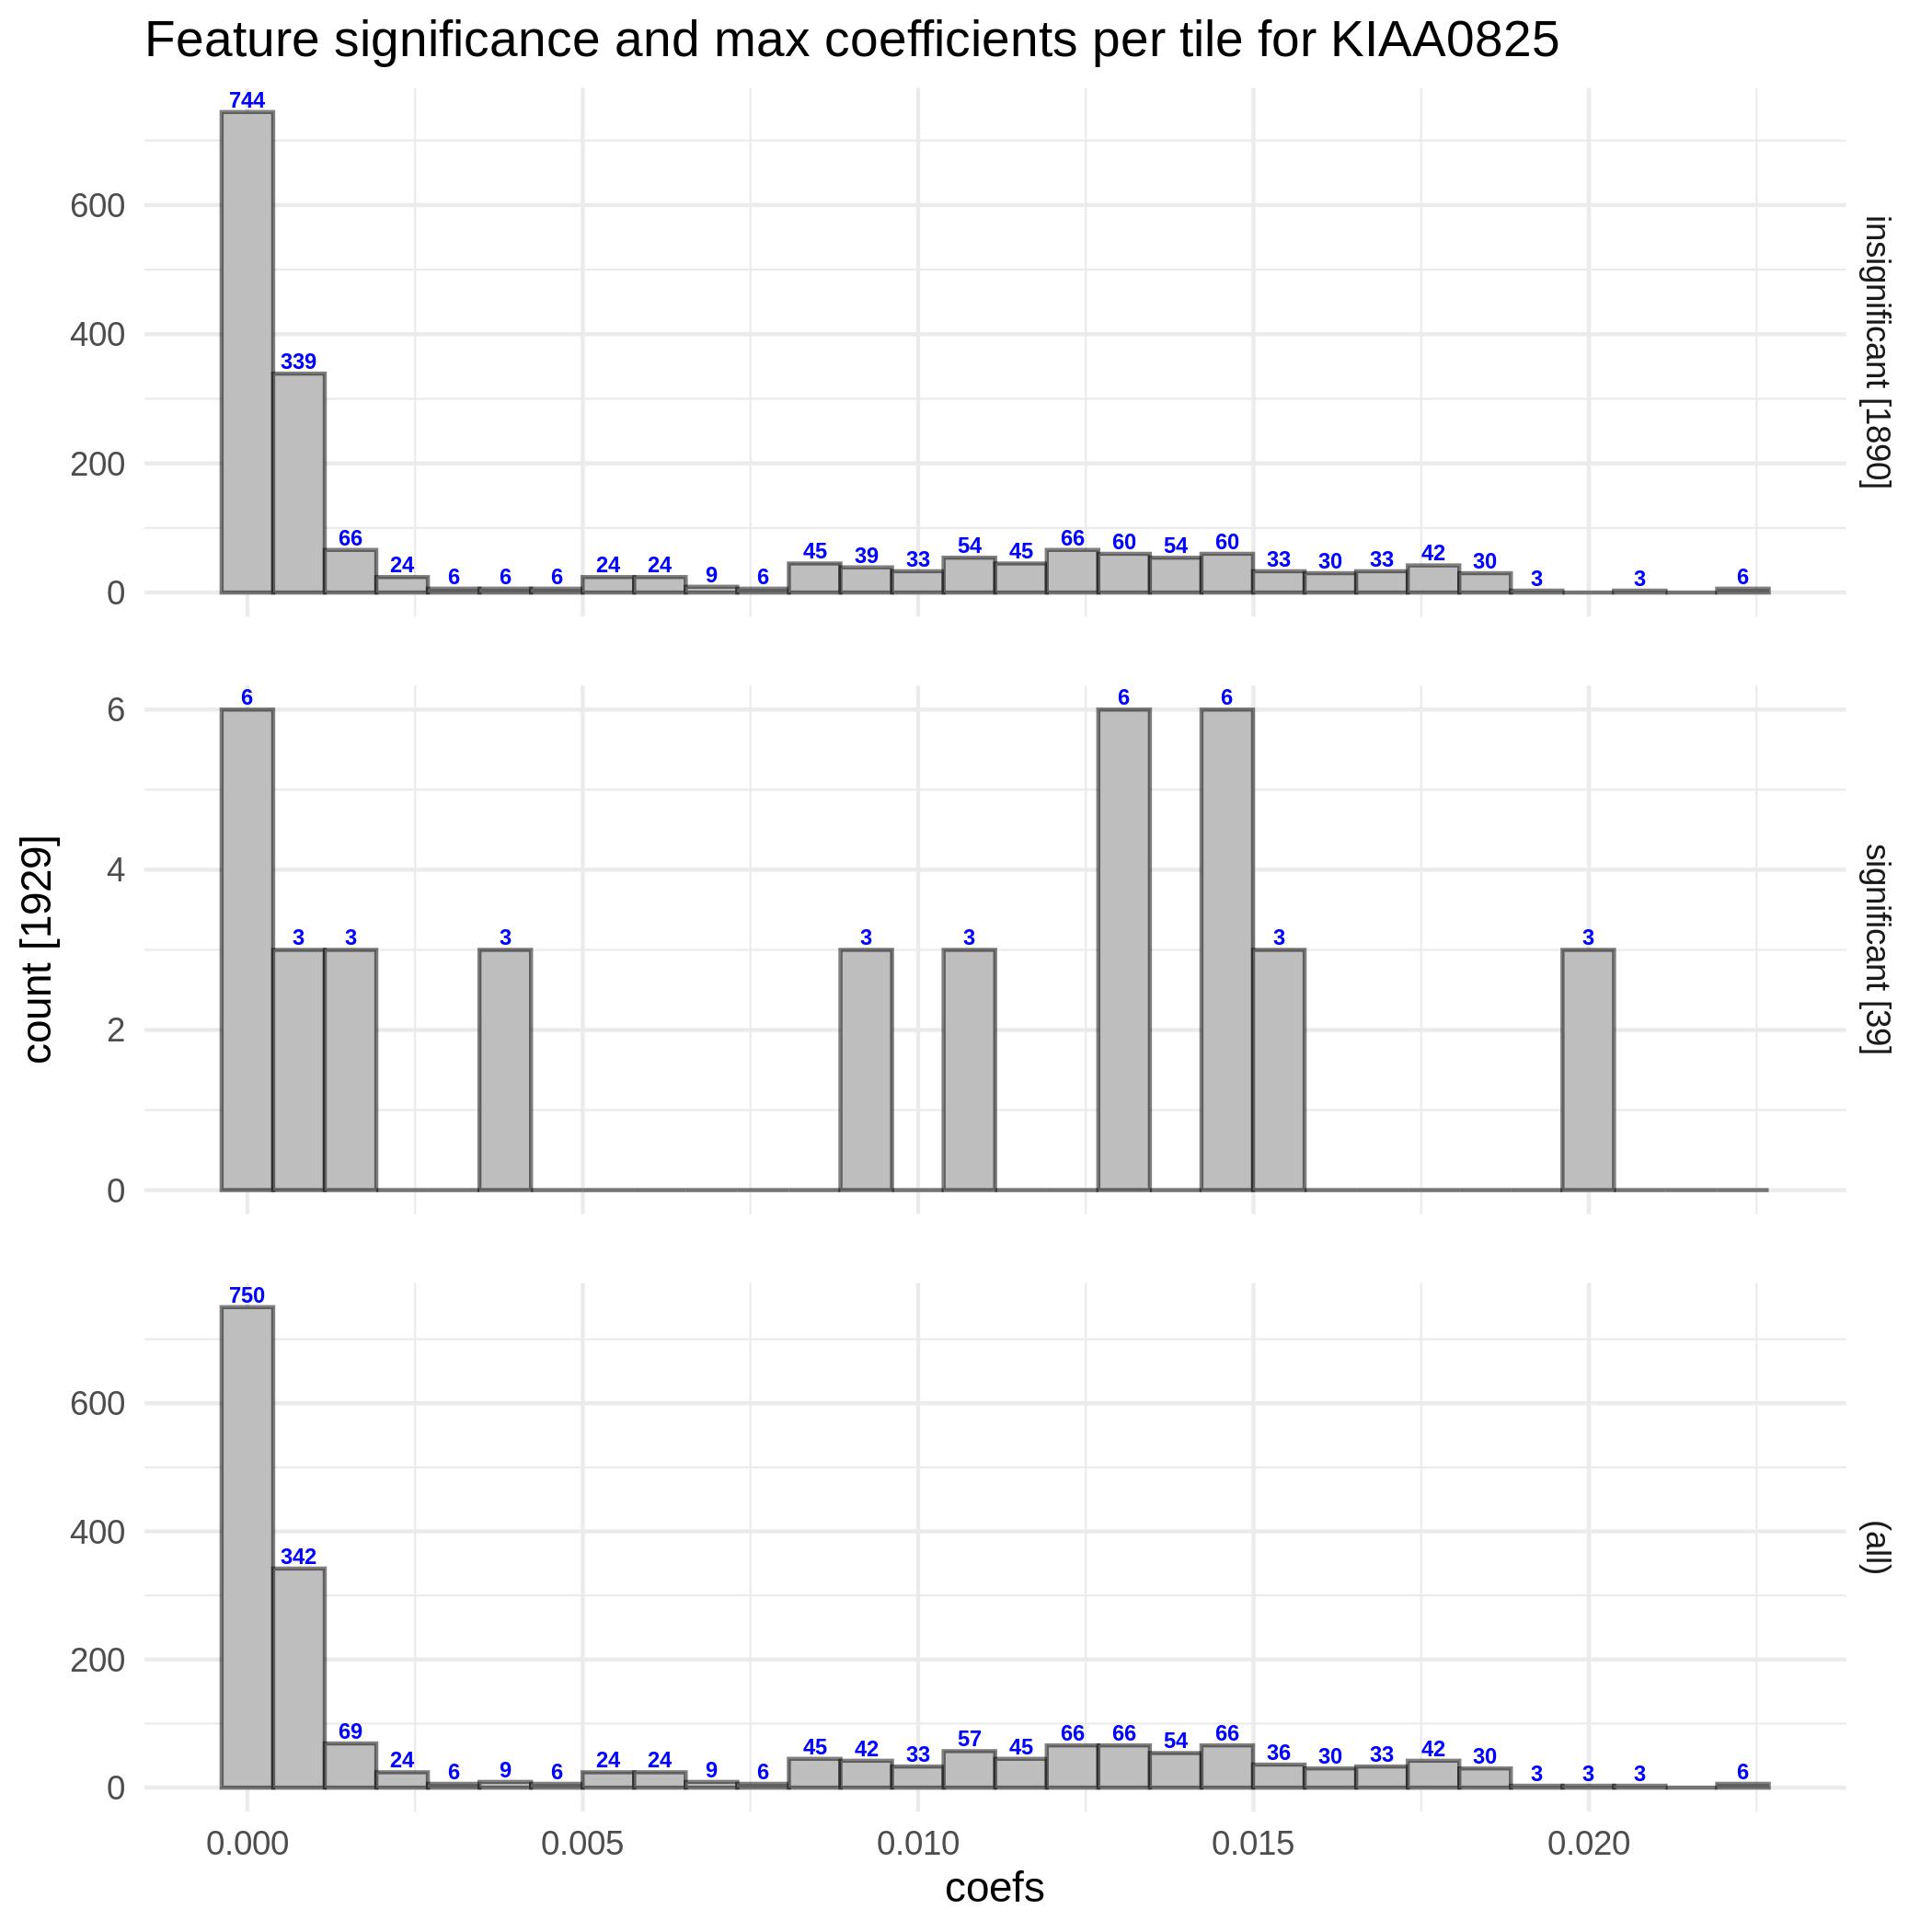 Feature significance and max coefficients per tile for KIAA0825
744
600
339
400
200
66 24 6 6 6 24 24 9 6 45 39 33 54 45 66 60 54 60 33 30 33 42 30 3 3 6
0
insignificant [1890]
6 6 6
6
4
3 3 3 3 3 3 3
2
0
significant [39]
count [1929]
750
600
400
342
200
69 24 6 9 6 24 24 9 6 45 42 33 57 45 66 66 54 66 36 30 33 42 30 3 3 3 6
0
(all)
0.000 0.005 0.010 0.015 0.020
coefs